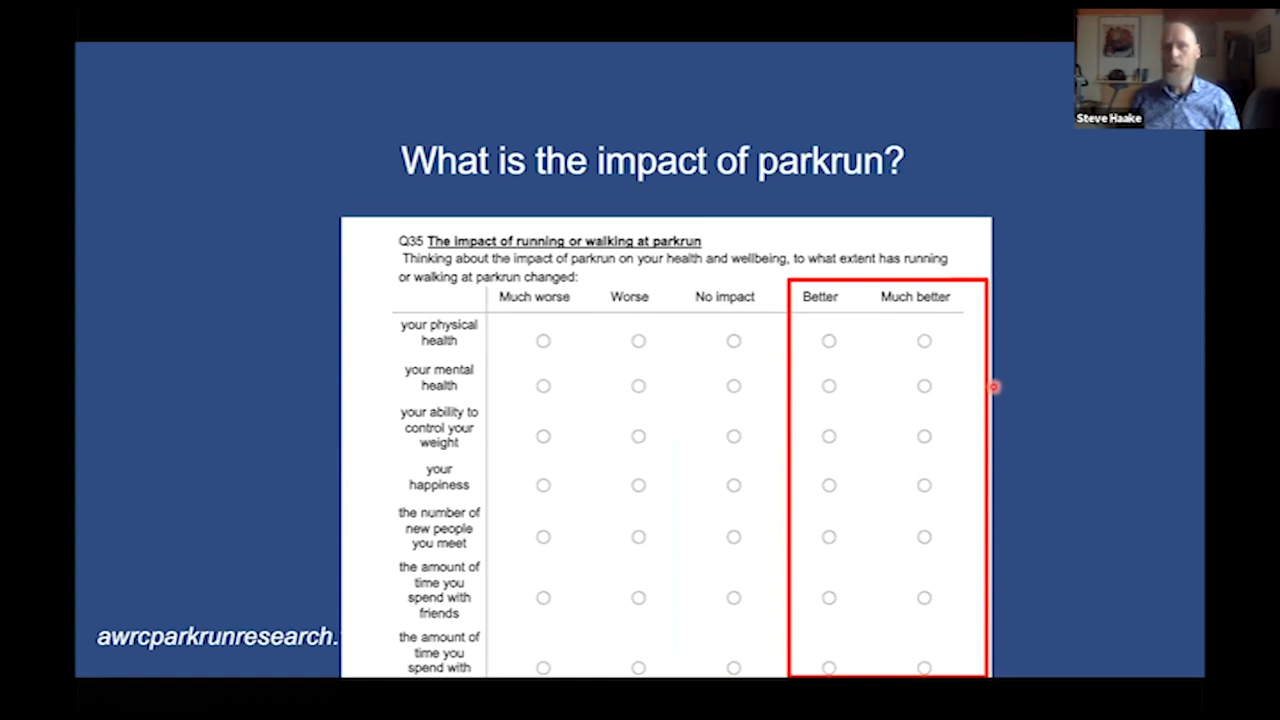 Steve Haake
What is the impact of parkrun?
Q35 The impact of running or walking at parkrun
Thinking about the impact of parkrun on your health and wellbeing, to what extent has running
or walking at parkrun changed:
Much worse Worse No impact Better Much better
your physical
health
your mental
health
your ability to
control your
weight
your
happiness
the number of
new people
you meet
the amount of
time you
spend with
friends
the amount of
time you
spend with
awrcparkrunresearch.